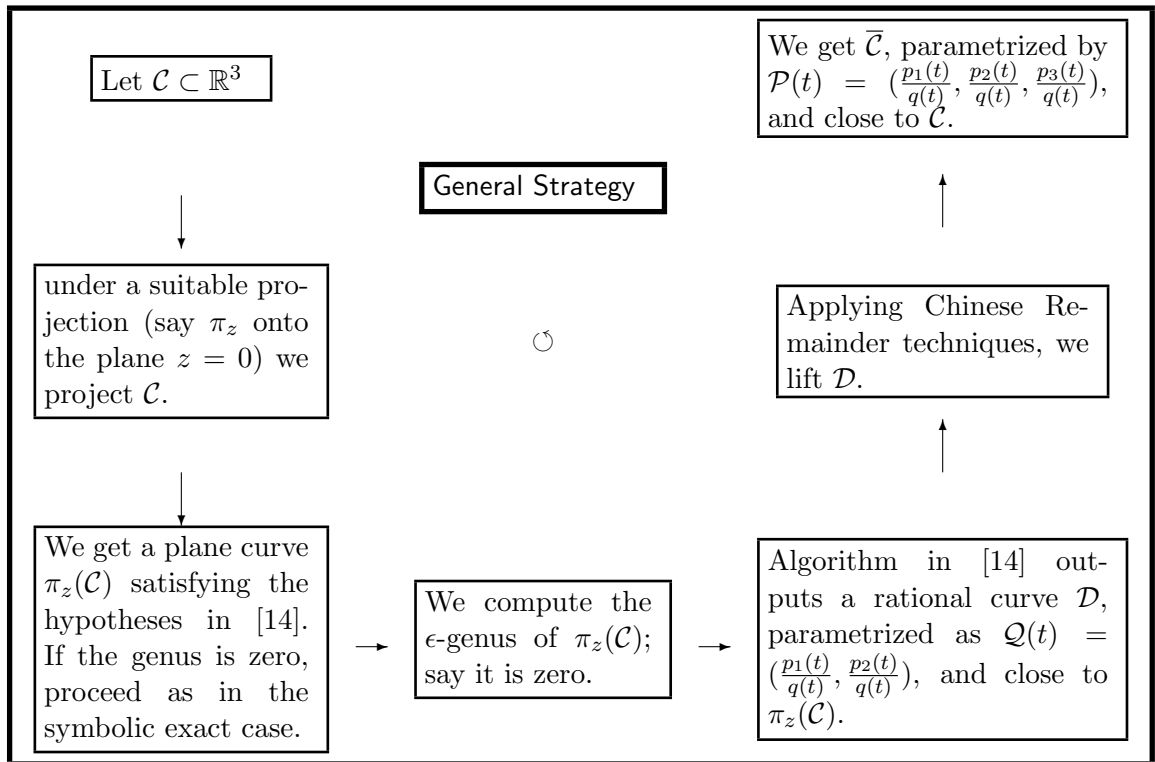 Let 𝒞 ⊂ ℝ³
General Strategy
under a suitable pro-
jection (say π_z onto
the plane z = 0) we
project 𝒞.
We get a plane curve
π_z(𝒞) satisfying the
hypotheses in [14].
If the genus is zero,
proceed as in the
symbolic exact case.
We compute the
ϵ-genus of π_z(𝒞);
say it is zero.
Algorithm in [14] out-
puts a rational curve 𝒟,
parametrized as 𝒬(t) =
(p₁(t)/q(t), p₂(t)/q(t)), and close to
π_z(𝒞).
Applying Chinese Re-
mainder techniques, we
lift 𝒟.
We get 𝒞̅, parametrized by
𝒫(t) = (p₁(t)/q(t), p₂(t)/q(t), p₃(t)/q(t)),
and close to 𝒞.